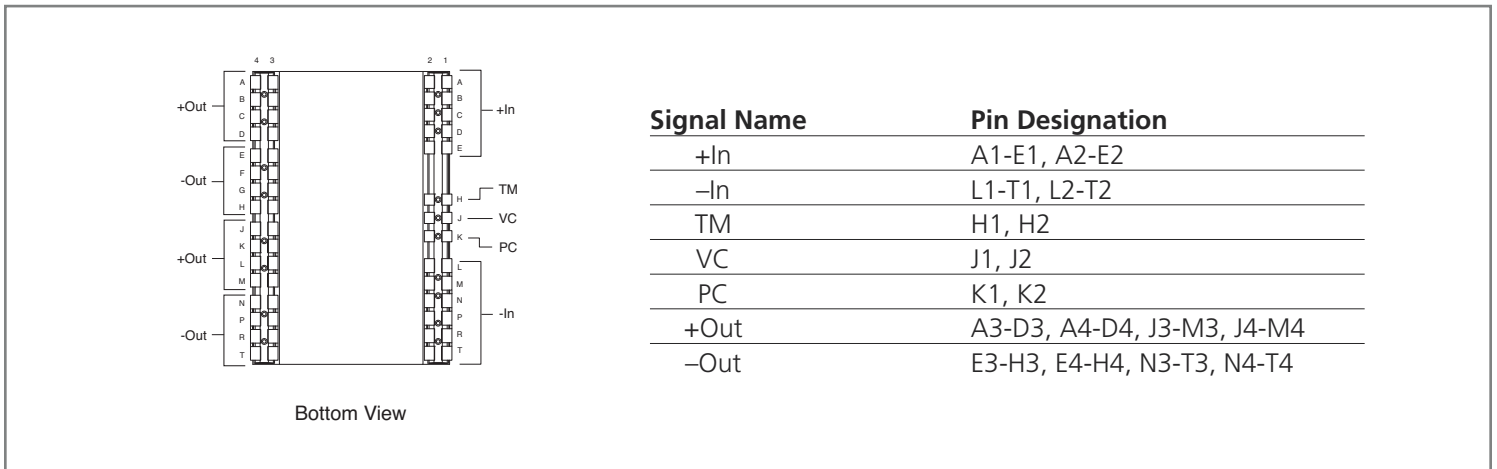 4 3 2 1
A A
B B
+Out +In
C C
D D
E E
F
-Out
G
TM
H H
J J VC
K K PC
+Out
L L
M M
N N
P P -In
-Out
R R
T T
Bottom View
Signal Name Pin Designation
+In A1-E1, A2-E2
–In L1-T1, L2-T2
TM H1, H2
VC J1, J2
PC K1, K2
+Out A3-D3, A4-D4, J3-M3, J4-M4
–Out E3-H3, E4-H4, N3-T3, N4-T4